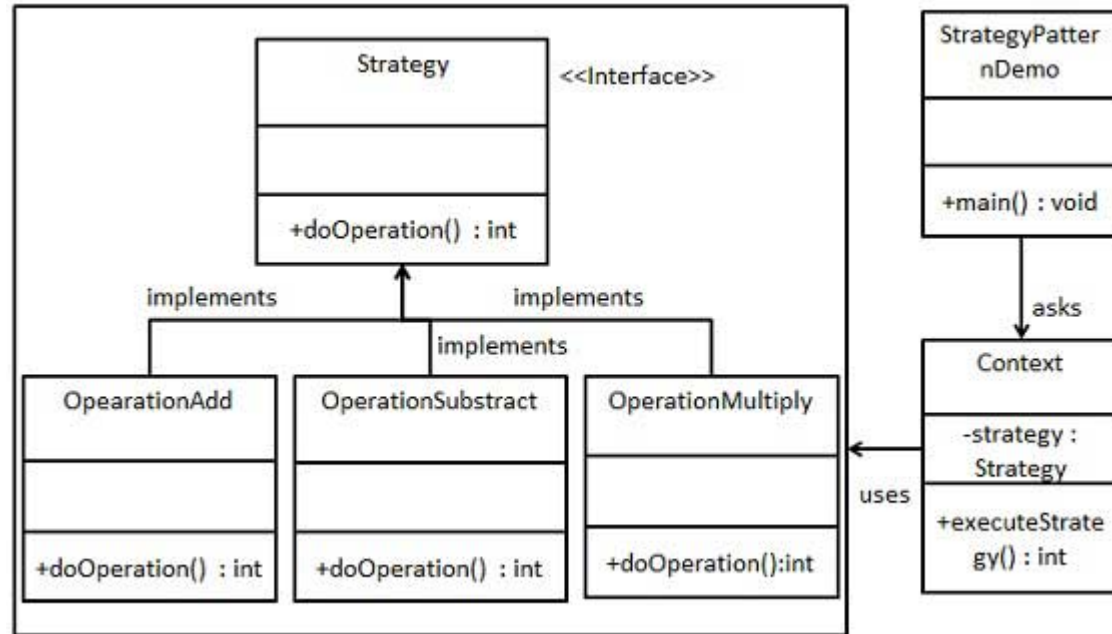 Strategy
<<Interface>>
+doOperation() : int
implements
implements
implements
OpearationAdd
+doOperation() : int
OperationSubstract
+doOperation() : int
OperationMultiply
+doOperation():int
StrategyPatter
nDemo
+main() : void
asks
Context
-strategy :
Strategy
+executeStrate
gy() : int
uses